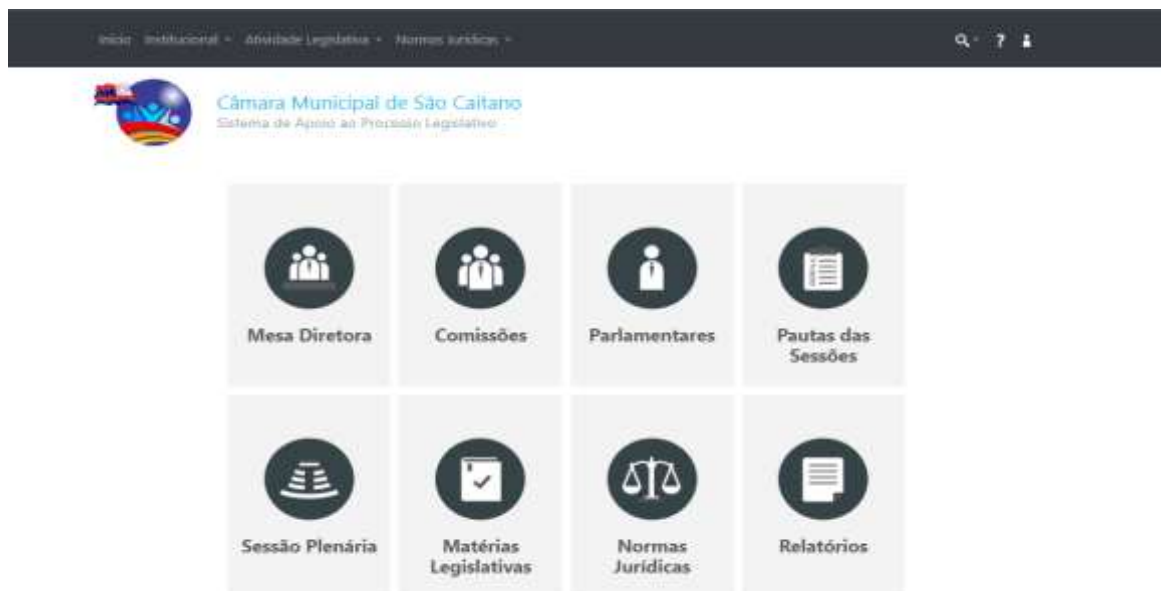 Início Institucional Atividade Legislativa Normas Jurídicas ?
Câmara Municipal de São Caitano
Sistema de Apoio ao Processo Legislativo
Mesa Diretora Comissões Parlamentares Pautas das
Sessões
Sessão Plenária Matérias Normas Relatórios
Legislativas Jurídicas